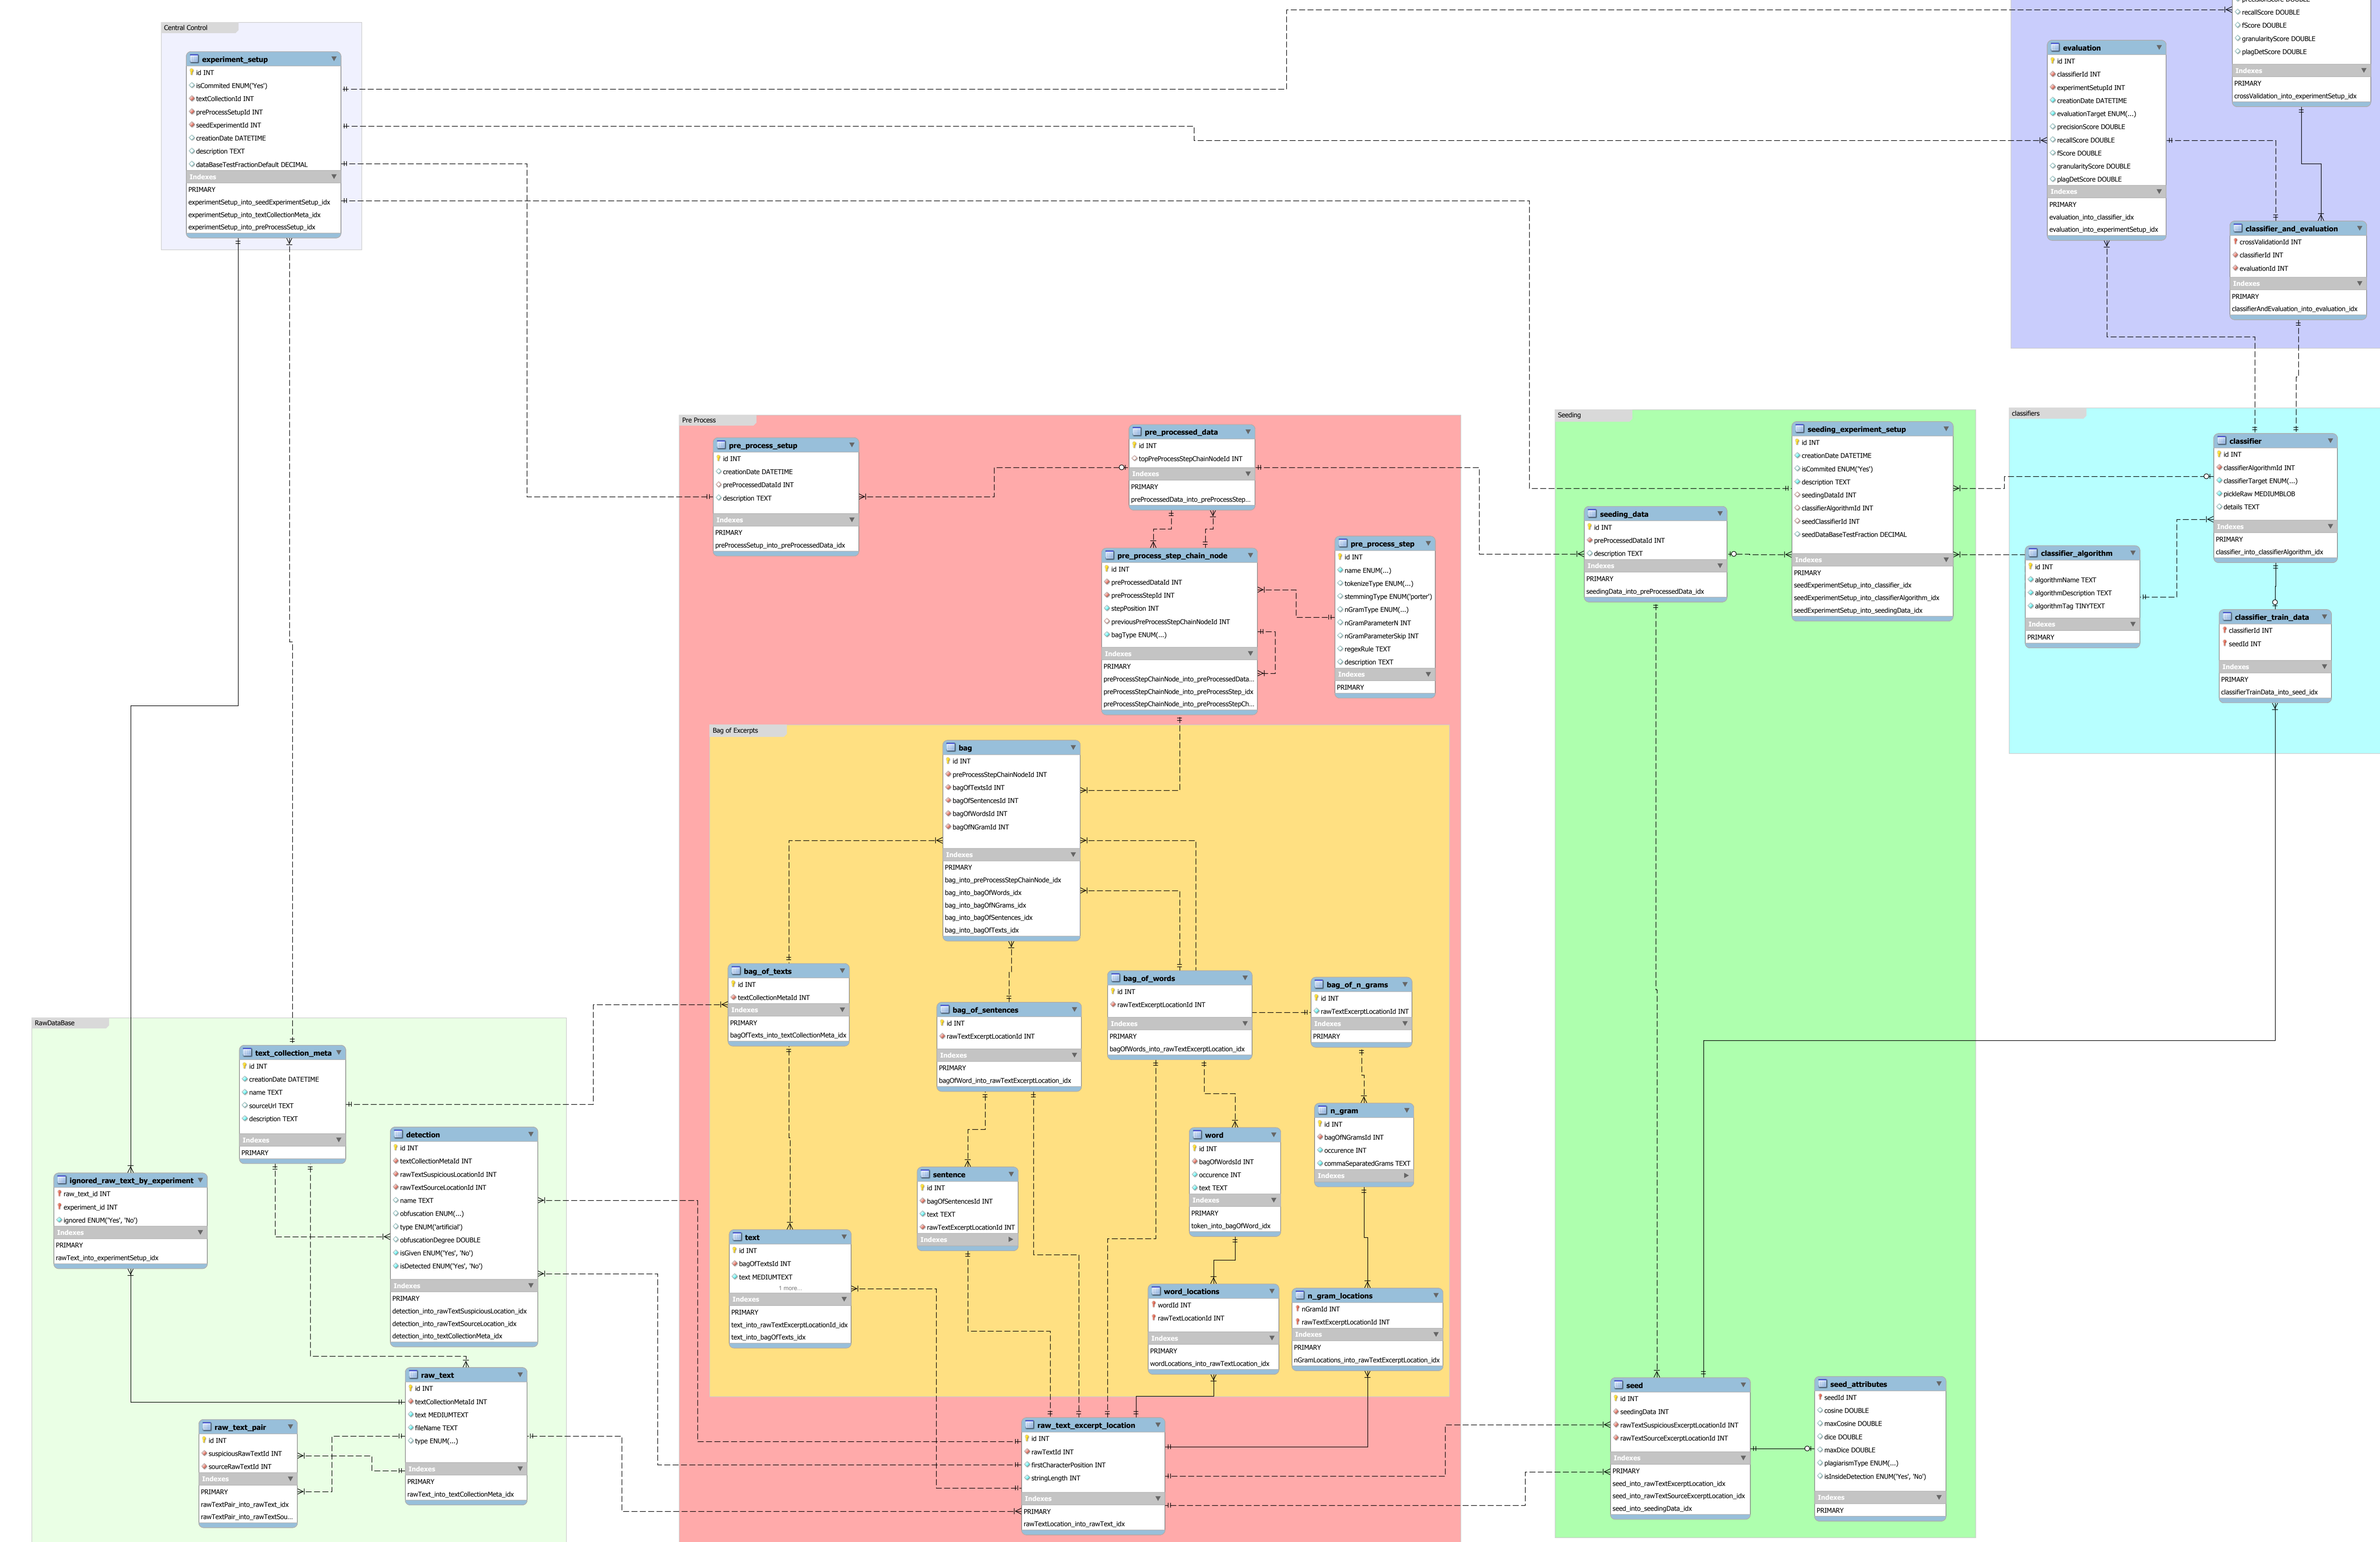 Central Control
experiment_setup
id INT
isCommited ENUM('Yes')
textCollectionId INT
preProcessSetupId INT
seedExperimentId INT
creationDate DATETIME
description TEXT
dataBaseTestFractionDefault DECIMAL
Indexes
PRIMARY
experimentSetup_into_seedExperimentSetup_idx
experimentSetup_into_textCollectionMeta_idx
experimentSetup_into_preProcessSetup_idx
evaluation
id INT
classifierId INT
experimentSetupId INT
creationDate DATETIME
evaluationTarget ENUM(...)
precisionScore DOUBLE
recallScore DOUBLE
fScore DOUBLE
granularityScore DOUBLE
plagDetScore DOUBLE
Indexes
PRIMARY
evaluation_into_classifier_idx
evaluation_into_experimentSetup_idx
recallScore DOUBLE
fScore DOUBLE
granularityScore DOUBLE
plagDetScore DOUBLE
Indexes
PRIMARY
crossValidation_into_experimentSetup_idx
classifier_and_evaluation
crossValidationId INT
classifierId INT
evaluationId INT
Indexes
PRIMARY
classifierAndEvaluation_into_evaluation_idx
Pre Process
pre_process_setup
id INT
creationDate DATETIME
preProcessedDataId INT
description TEXT
Indexes
PRIMARY
preProcessSetup_into_preProcessedData_idx
pre_processed_data
id INT
topPreProcessStepChainNodeId INT
Indexes
PRIMARY
preProcessedData_into_preProcessStep...
pre_process_step_chain_node
id INT
preProcessedDataId INT
preProcessStepId INT
stepPosition INT
previousPreProcessStepChainNodeId INT
bagType ENUM(...)
Indexes
PRIMARY
preProcessStepChainNode_into_preProcessedData...
preProcessStepChainNode_into_preProcessStep_idx
preProcessStepChainNode_into_preProcessStepCh...
pre_process_step
id INT
name ENUM(...)
tokenizeType ENUM(...)
stemmingType ENUM('porter')
nGramType ENUM(...)
nGramParameterN INT
nGramParameterSkip INT
regexRule TEXT
description TEXT
Indexes
PRIMARY
Bag of Excerpts
bag
id INT
preProcessStepChainNodeId INT
bagOfTextsId INT
bagOfSentencesId INT
bagOfWordsId INT
bagOfNGramId INT
Indexes
PRIMARY
bag_into_preProcessStepChainNode_idx
bag_into_bagOfWords_idx
bag_into_bagOfNGrams_idx
bag_into_bagOfSentences_idx
bag_into_bagOfTexts_idx
bag_of_texts
id INT
textCollectionMetaId INT
Indexes
PRIMARY
bagOfTexts_into_textCollectionMeta_idx
bag_of_sentences
id INT
rawTextExcerptLocationId INT
Indexes
PRIMARY
bagOfWord_into_rawTextExcerptLocation_idx
bag_of_words
id INT
rawTextExcerptLocationId INT
Indexes
PRIMARY
bagOfWords_into_rawTextExcerptLocation_idx
bag_of_n_grams
id INT
rawTextExcerptLocationId INT
Indexes
PRIMARY
n_gram
id INT
bagOfNGramsId INT
occurence INT
commaSeparatedGrams TEXT
Indexes
word
id INT
bagOfWordsId INT
occurence INT
text TEXT
Indexes
PRIMARY
token_into_bagOfWord_idx
sentence
id INT
bagOfSentencesId INT
text TEXT
rawTextExcerptLocationId INT
Indexes
text
id INT
bagOfTextsId INT
text MEDIUMTEXT
1 more...
Indexes
PRIMARY
text_into_rawTextExcerptLocationId_idx
text_into_bagOfTexts_idx
word_locations
wordId INT
rawTextLocationId INT
Indexes
PRIMARY
wordLocations_into_rawTextLocation_idx
n_gram_locations
nGramId INT
rawTextExcerptLocationId INT
Indexes
PRIMARY
nGramLocations_into_rawTextExcerptLocation_idx
raw_text_excerpt_location
id INT
rawTextId INT
firstCharacterPosition INT
stringLength INT
Indexes
PRIMARY
rawTextLocation_into_rawText_idx
Seeding
seeding_experiment_setup
id INT
creationDate DATETIME
isCommited ENUM('Yes')
description TEXT
seedingDataId INT
classifierAlgorithmId INT
seedClassifierId INT
seedDataBaseTestFraction DECIMAL
Indexes
PRIMARY
seedExperimentSetup_into_classifier_idx
seedExperimentSetup_into_classifierAlgorithm_idx
seedExperimentSetup_into_seedingData_idx
seeding_data
id INT
preProcessedDataId INT
description TEXT
Indexes
PRIMARY
seedingData_into_preProcessedData_idx
seed
id INT
seedingData INT
rawTextSuspiciousExcerptLocationId INT
rawTextSourceExcerptLocationId INT
Indexes
PRIMARY
seed_into_rawTextExcerptLocation_idx
seed_into_rawTextSourceExcerptLocation_idx
seed_into_seedingData_idx
seed_attributes
seedId INT
cosine DOUBLE
maxCosine DOUBLE
dice DOUBLE
maxDice DOUBLE
plagiarismType ENUM(...)
isInsideDetection ENUM('Yes', 'No')
Indexes
PRIMARY
classifiers
classifier
id INT
classifierAlgorithmId INT
classifierTarget ENUM(...)
pickleRaw MEDIUMBLOB
details TEXT
Indexes
PRIMARY
classifier_into_classifierAlgorithm_idx
classifier_algorithm
id INT
algorithmName TEXT
algorithmDescription TEXT
algorithmTag TINYTEXT
Indexes
PRIMARY
classifier_train_data
classifierId INT
seedId INT
Indexes
PRIMARY
classifierTrainData_into_seed_idx
RawDataBase
text_collection_meta
id INT
creationDate DATETIME
name TEXT
sourceUrl TEXT
description TEXT
Indexes
PRIMARY
detection
id INT
textCollectionMetaId INT
rawTextSuspiciousLocationId INT
rawTextSourceLocationId INT
name TEXT
obfuscation ENUM(...)
type ENUM('artificial')
obfuscationDegree DOUBLE
isGiven ENUM('Yes', 'No')
isDetected ENUM('Yes', 'No')
Indexes
PRIMARY
detection_into_rawTextSuspiciousLocation_idx
detection_into_rawTextSourceLocation_idx
detection_into_textCollectionMeta_idx
ignored_raw_text_by_experiment
raw_text_id INT
experiment_id INT
ignored ENUM('Yes', 'No')
Indexes
PRIMARY
rawText_into_experimentSetup_idx
raw_text
id INT
textCollectionMetaId INT
text MEDIUMTEXT
fileName TEXT
type ENUM(...)
Indexes
PRIMARY
rawText_into_textCollectionMeta_idx
raw_text_pair
id INT
suspiciousRawTextId INT
sourceRawTextId INT
Indexes
PRIMARY
rawTextPair_into_rawText_idx
rawTextPair_into_rawTextSou...